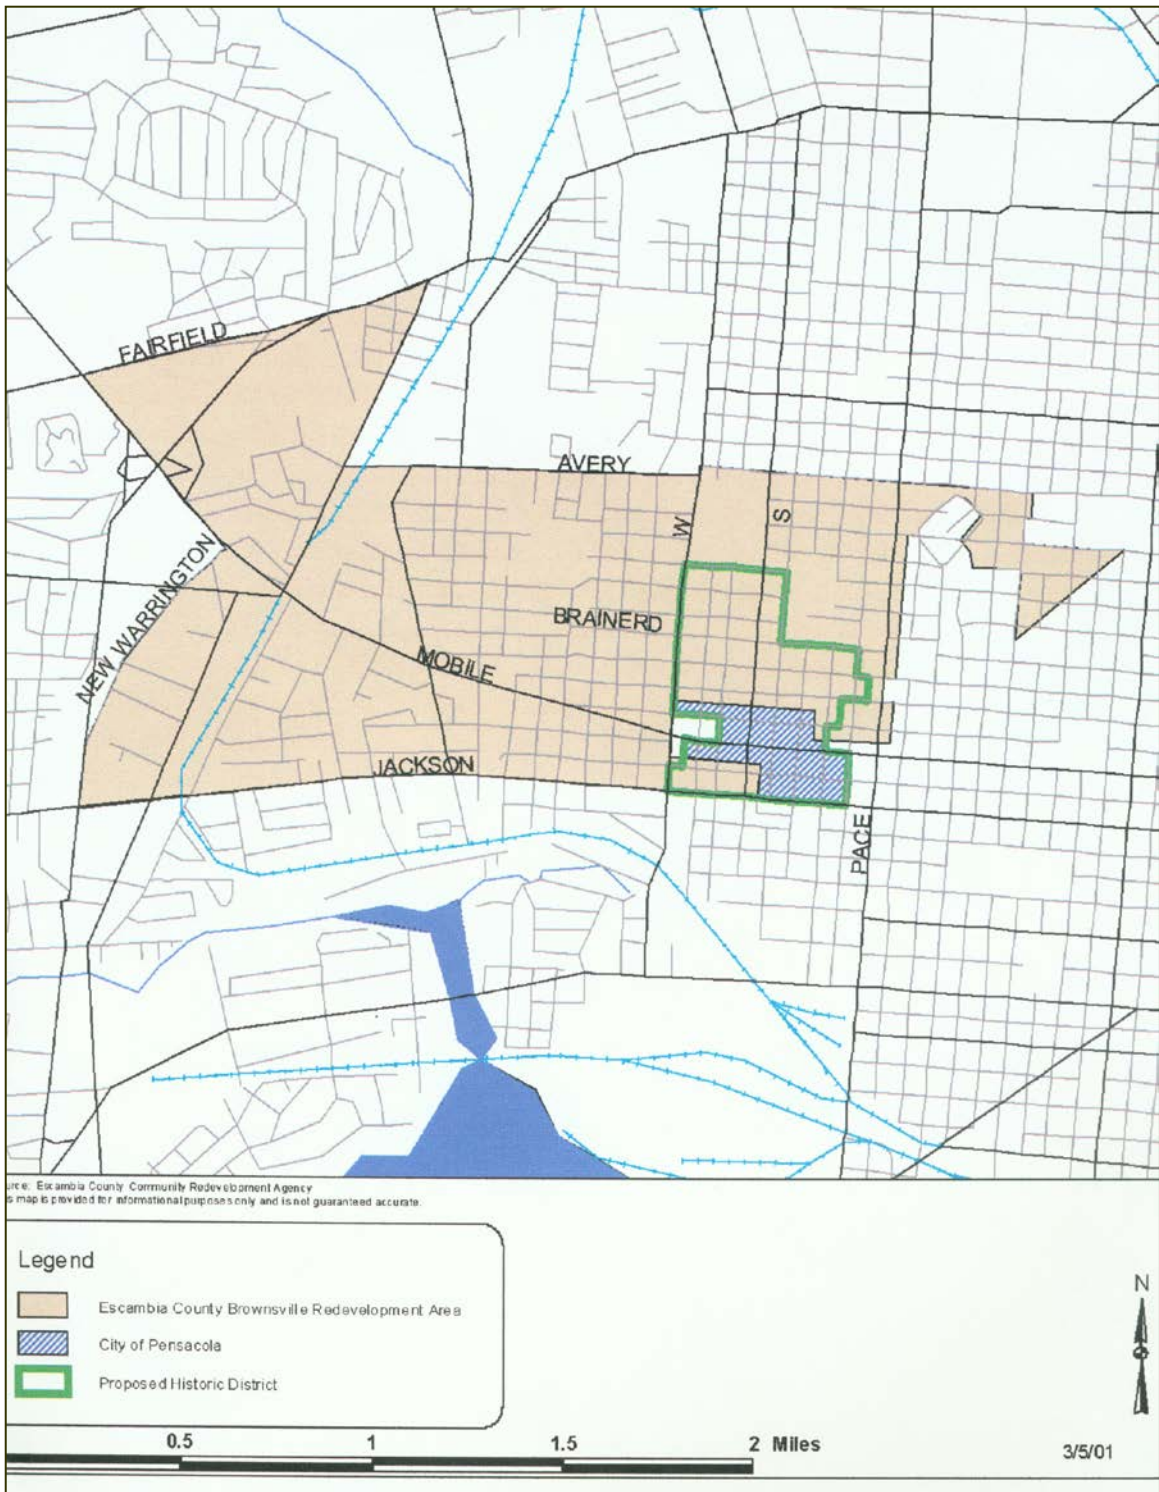 FAIRFIELD
AVERY
W
S
NEW WARRINGTON
BRAINERD
MOBILE
JACKSON
PACE
urce: Escambia County Community Redevelopment Agency
s map is provided for informational purposes only and is not guaranteed accurate.
Legend
Escambia County Brownsville Redevelopment Area
City of Pensacola
Proposed Historic District
N
0.5 1 1.5 2 Miles
3/5/01